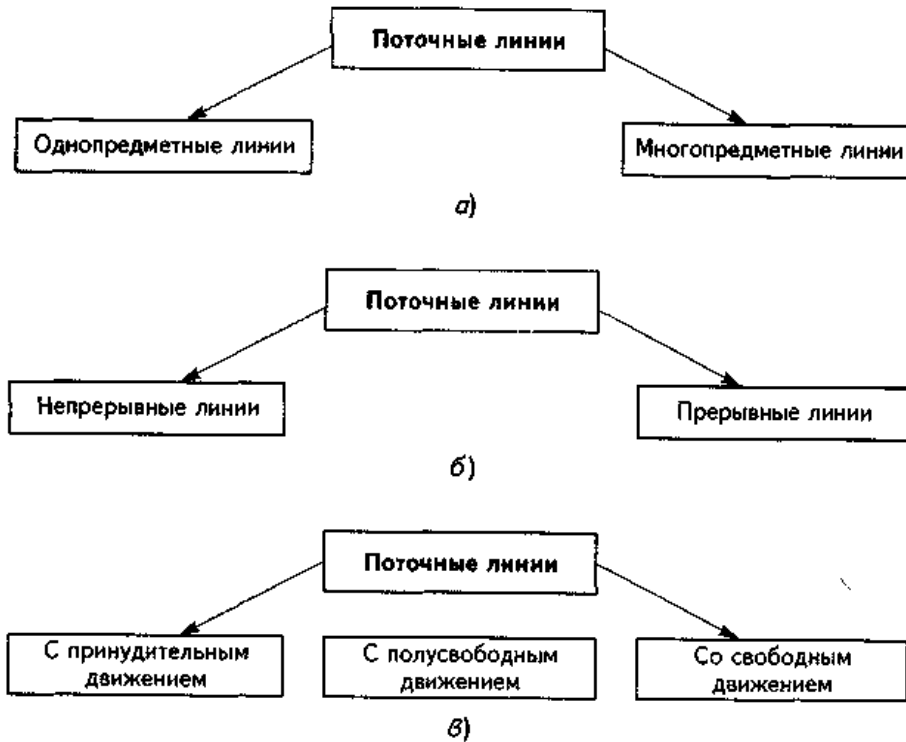 Поточные линии
Однопредметные линии
Многопредметные линии
а)
Поточные линии
Непрерывные линии
Прерывные линии
б)
Поточные линии
С принудительным
движением
С полусвободным
движением
Со свободным
движением
в)